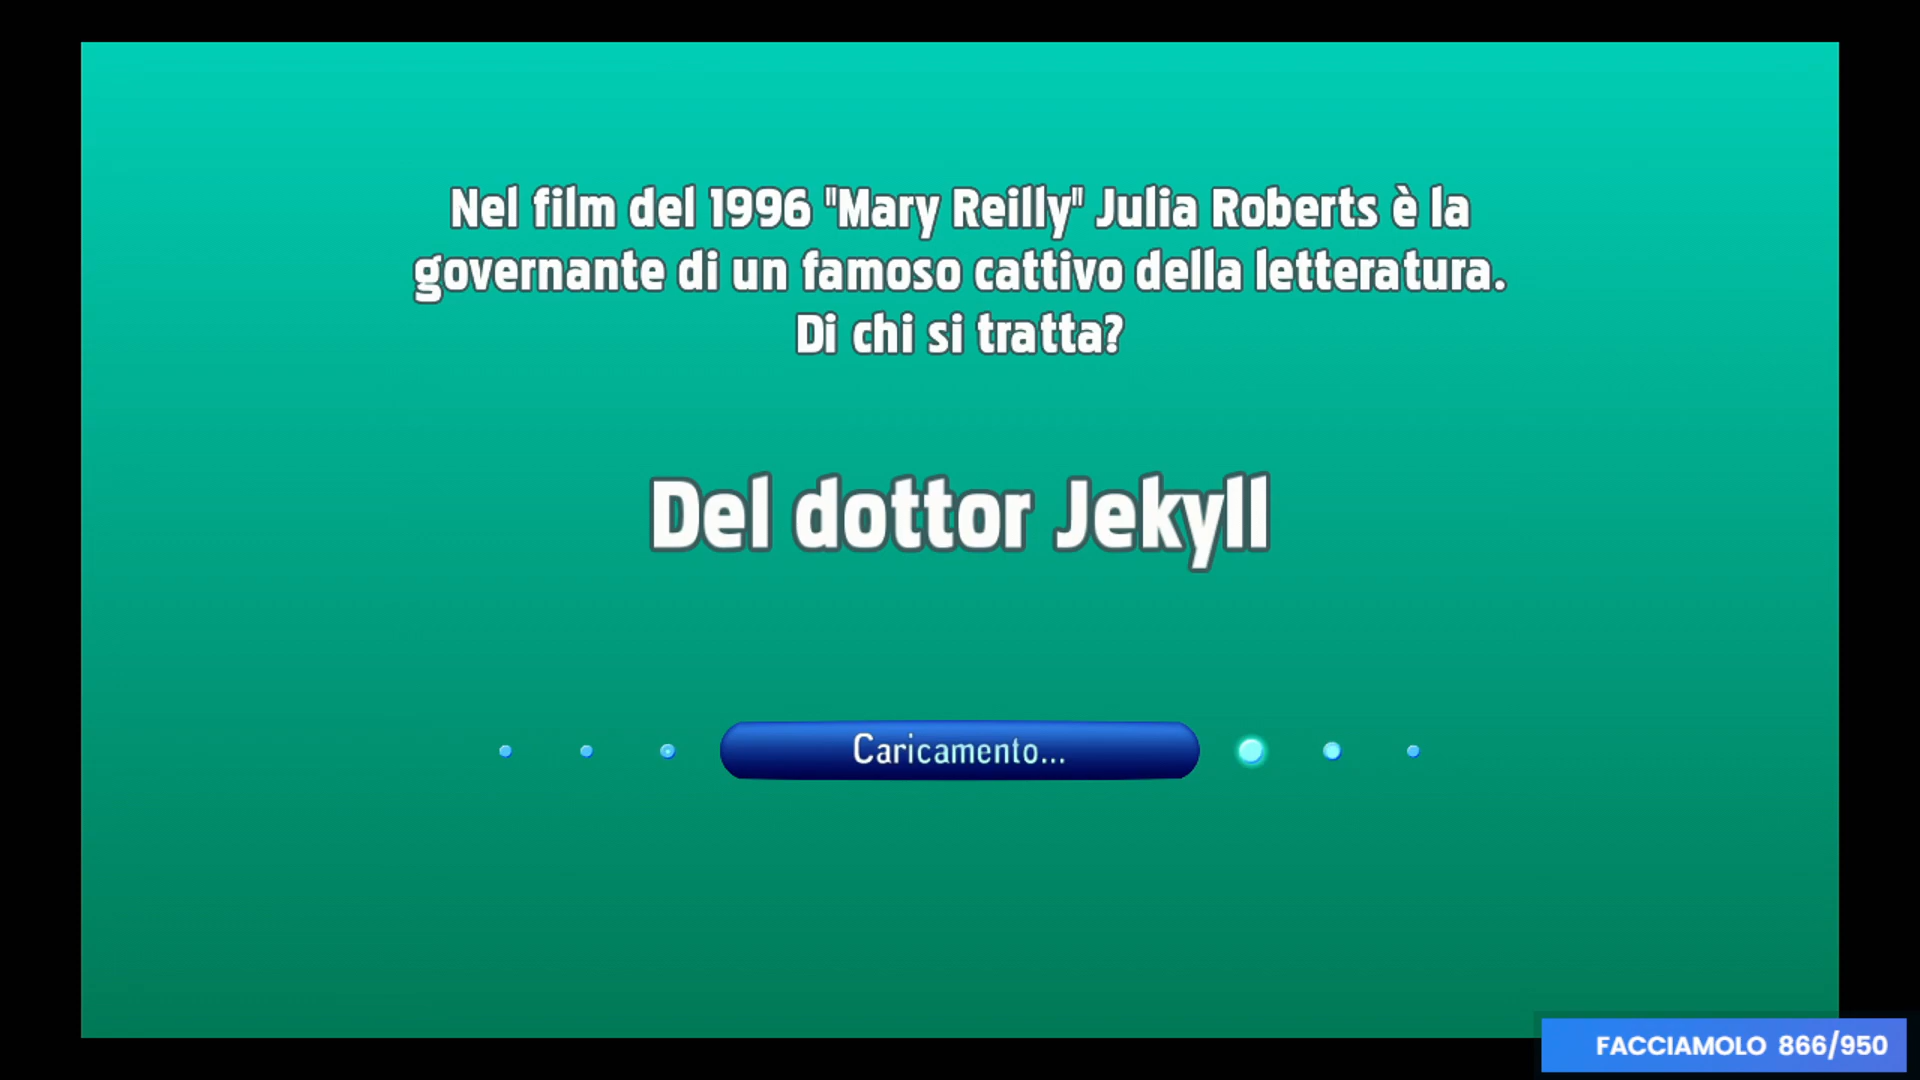 Nel film del 1996 "Mary Reilly" Julia Roberts è la
governante di un famoso cattivo della letteratura.
Di chi si tratta?
Del dottor Jekyll
Caricamento...
FACCIAMOLO 866/950